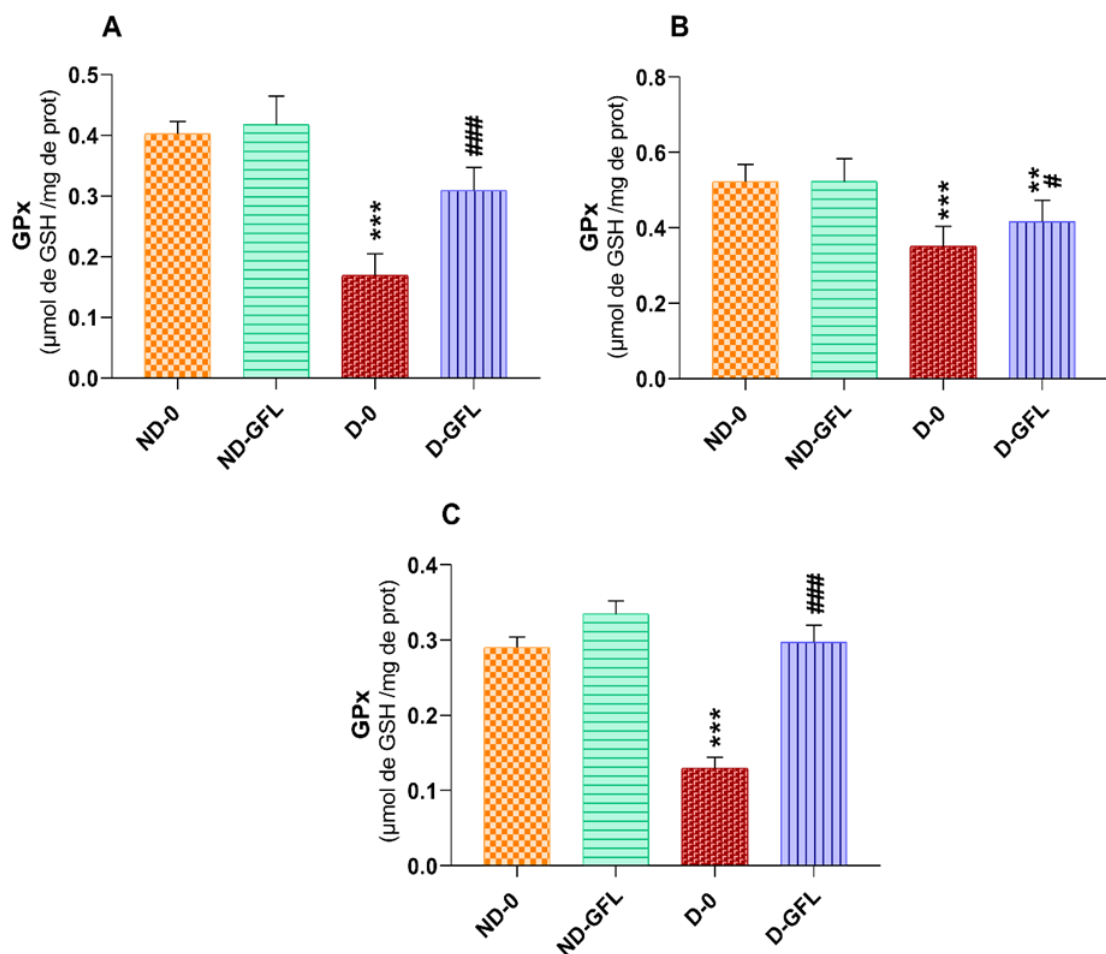 A
GPx
(µmol de GSH /mg de prot)
0.5
0.4
0.3
0.2
0.1
0.0
***
###
ND-0
ND-GFL
D-0
D-GFL
B
GPx
(µmol de GSH /mg de prot)
0.8
0.6
0.4
0.2
0.0
***
**
#
ND-0
ND-GFL
D-0
D-GFL
C
GPx
(µmol de GSH /mg de prot)
0.4
0.3
0.2
0.1
0.0
***
###
ND-0
ND-GFL
D-0
D-GFL